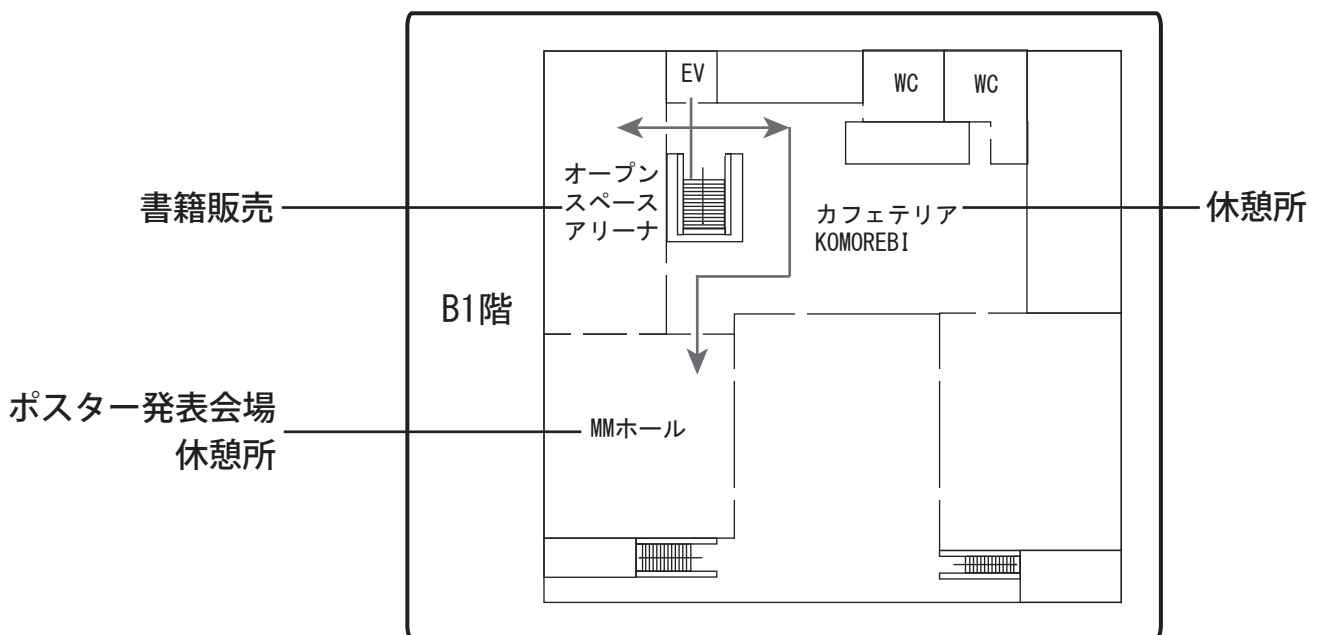 EV
WC
WC
オープン
スペース
アリーナ
書籍販売
カフェテリア
KOMOREBI
休憩所
B1階
ポスター発表会場
休憩所
MMホール